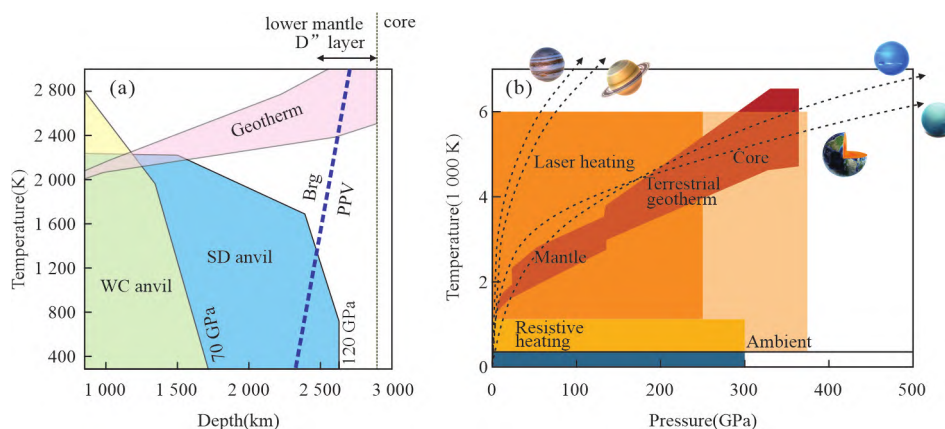 lower mantle
D” layer
core
(a)
Geotherm
Brg
PPV
WC anvil
SD anvil
70 GPa
120 GPa
2 800
2 400
2 000
1 600
1 200
800
400
Temperature(K)
1 000
1 500
2 000
2 500
3 000
Depth(km)
(b)
Laser heating
Core
Terrestrial
geotherm
Mantle
Resistive
heating
Ambient
6
4
2
0
Temperature(1 000 K)
0
100
200
300
400
500
Pressure(GPa)